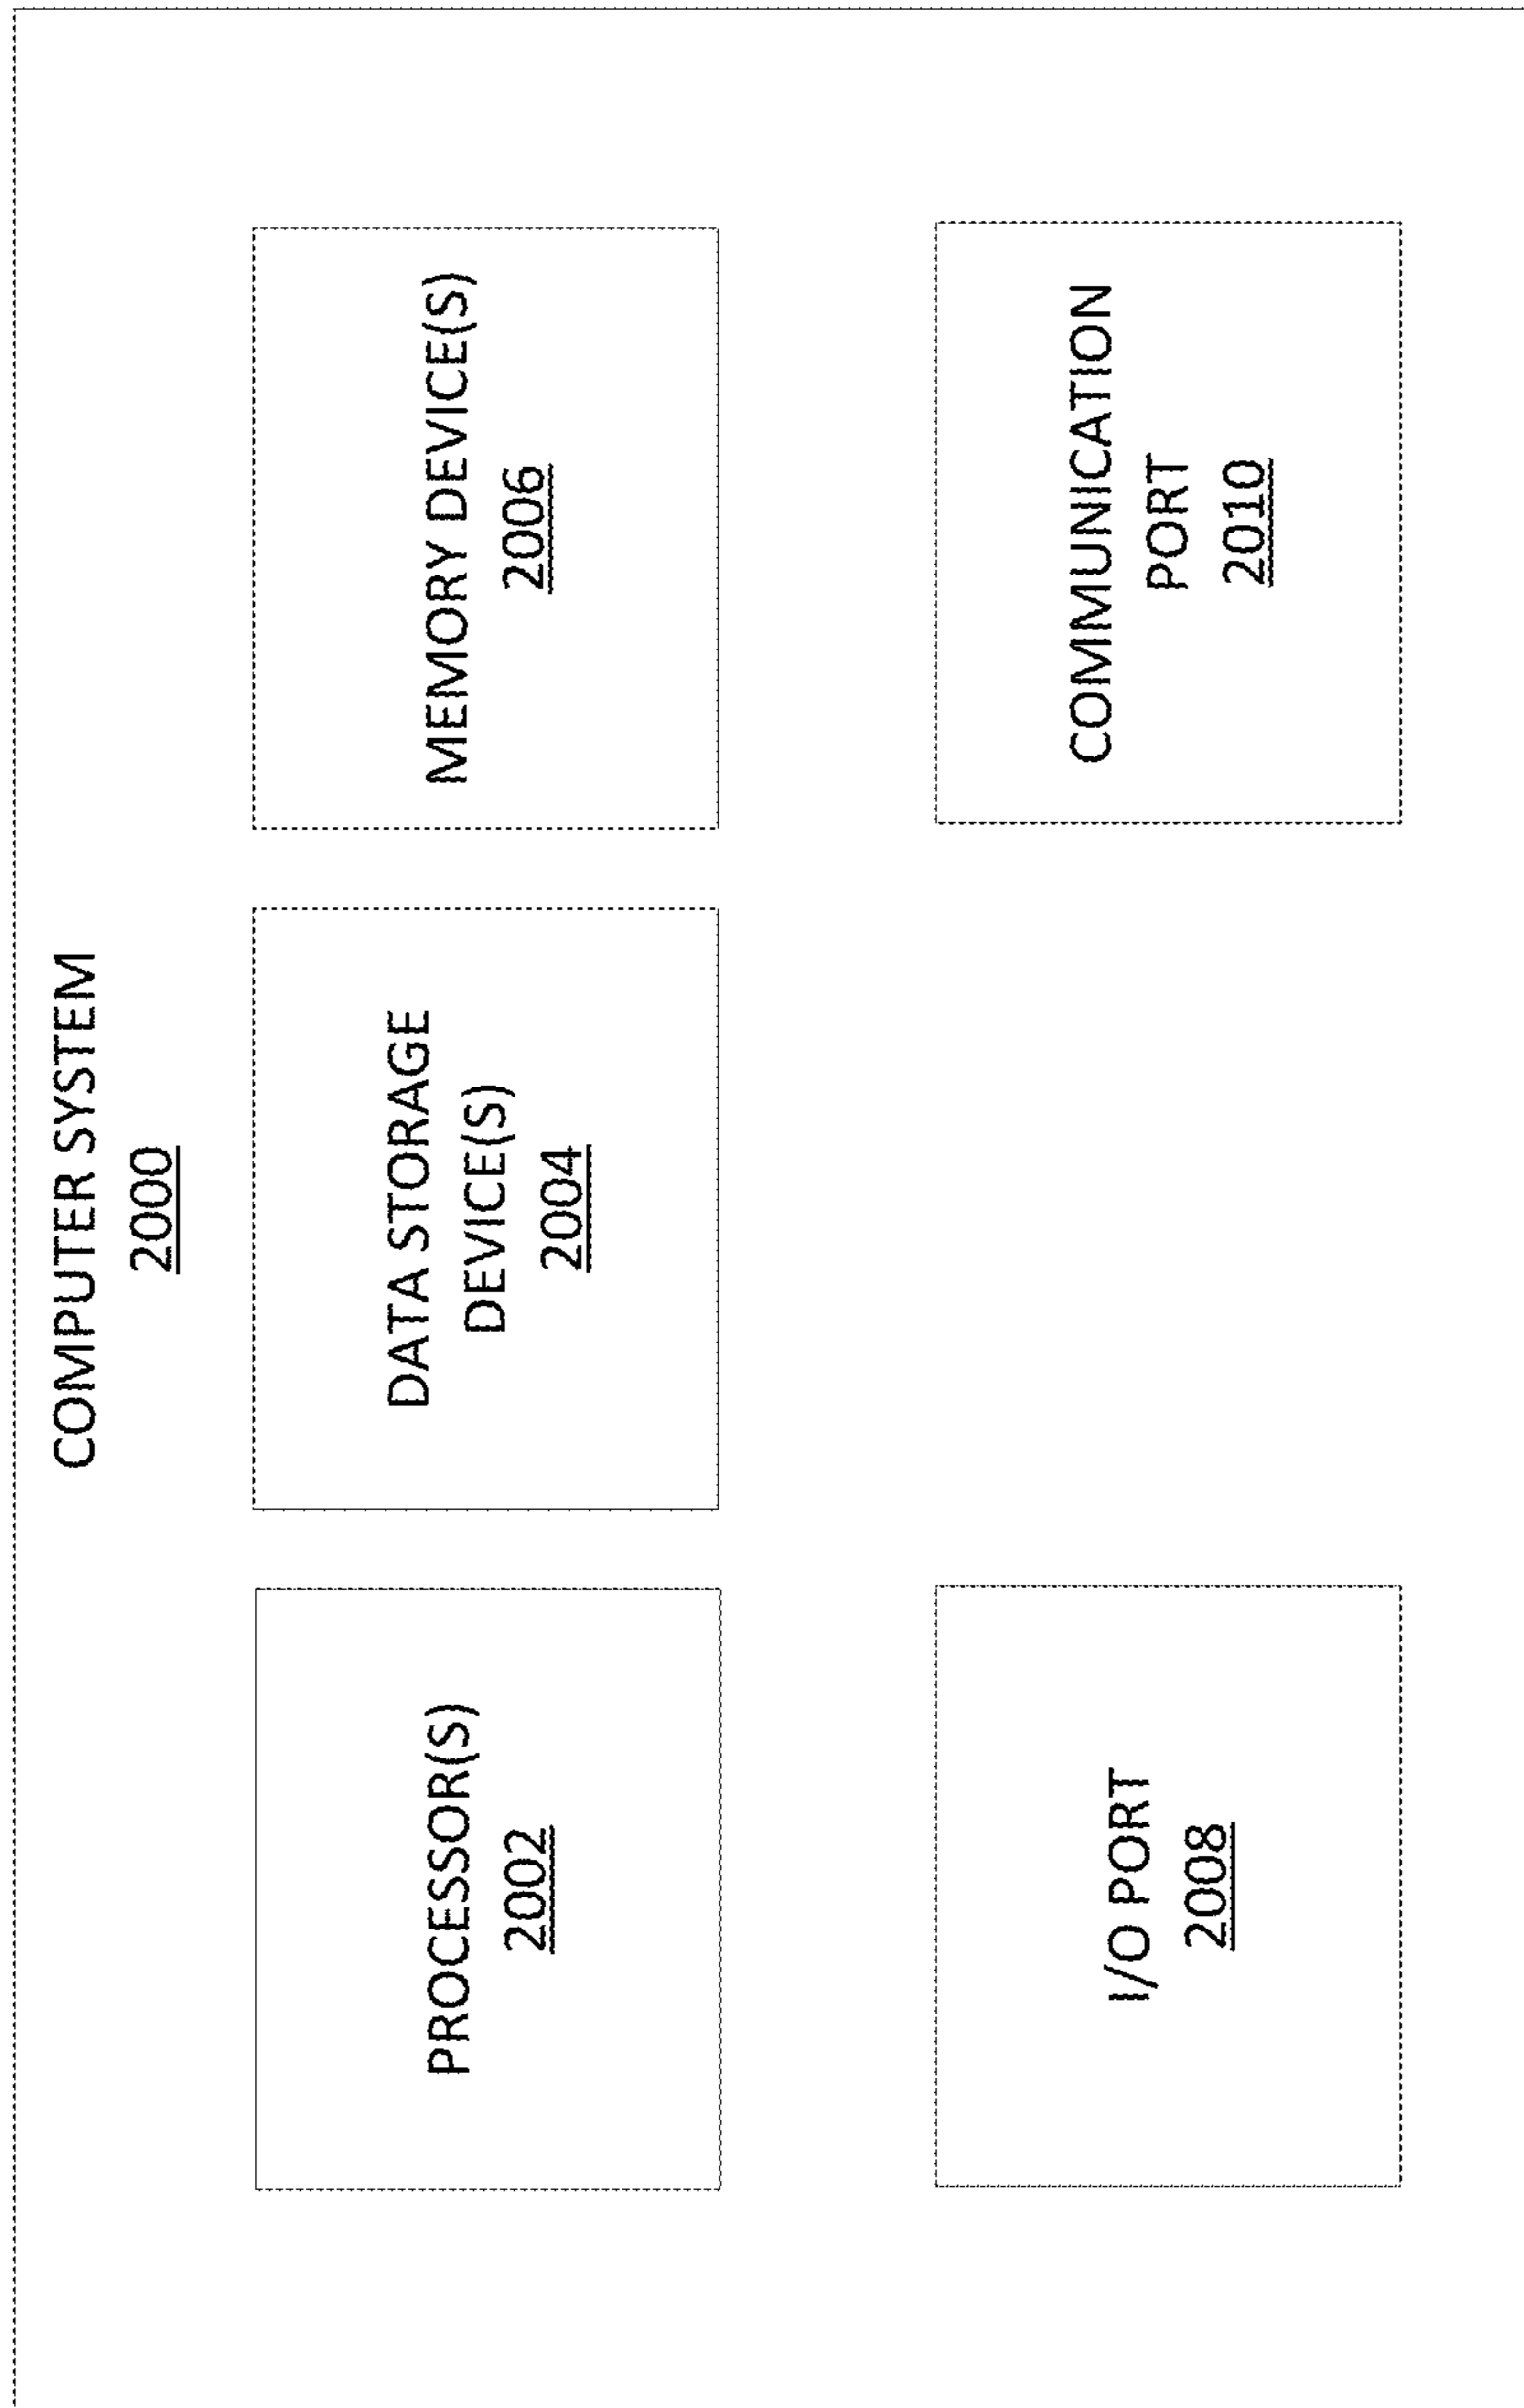 COMPUTER SYSTEM
2000
PROCESSOR(S)
2002
DATA STORAGE
DEVICE(S)
2004
MEMORY DEVICE(S)
2006
I/O PORT
2008
COMMUNICATION
PORT
2010